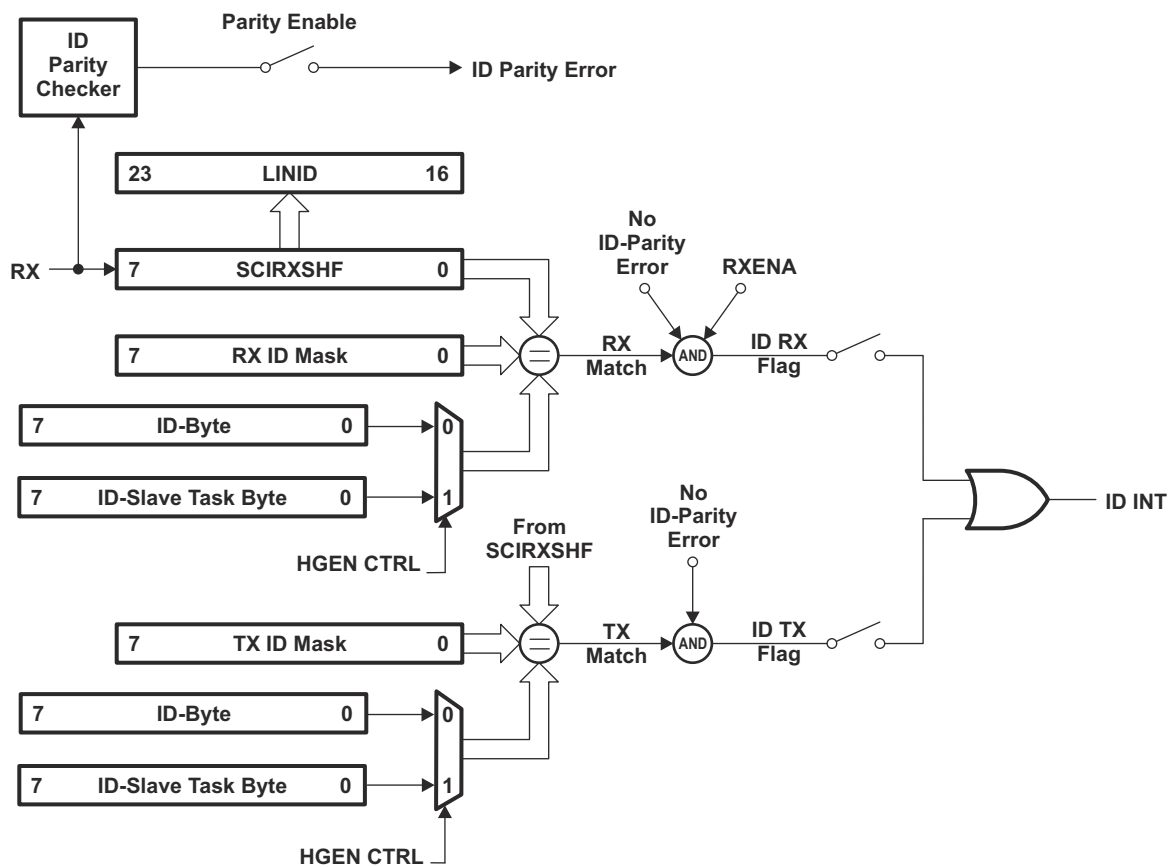 Parity Enable
ID
Parity
Checker
ID Parity Error
23 LINID 16
RX
7 SCIRXSHF 0
No
ID-Parity
Error
RXENA
7 RX ID Mask 0
=
RX
Match
AND
ID RX
Flag
7 ID-Byte 0
0
7 ID-Slave Task Byte 0
1
HGEN CTRL
ID INT
From
SCIRXSHF
No
ID-Parity
Error
7 TX ID Mask 0
=
TX
Match
AND
ID TX
Flag
7 ID-Byte 0
0
7 ID-Slave Task Byte 0
1
HGEN CTRL